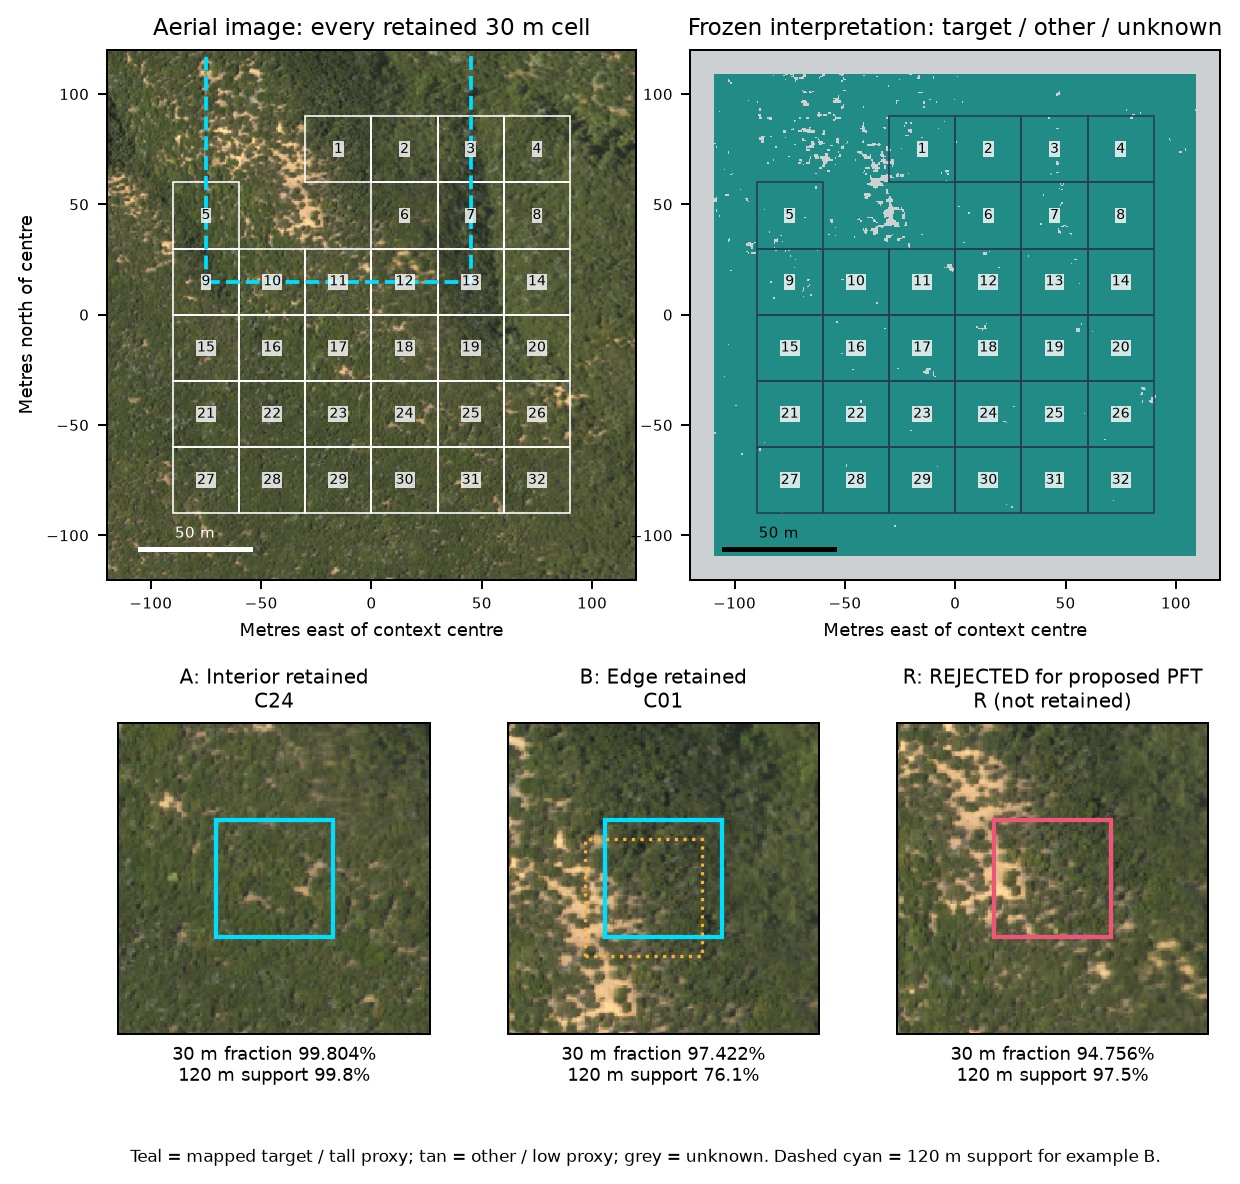 Aerial image: every retained 30 m cell
Frozen interpretation: target / other / unknown
Metres north of centre
100
50
0
−50
−100
1 2 3 4
5 6 7 8
9 10 11 12 13 14
15 16 17 18 19 20
21 22 23 24 25 26
27 28 29 30 31 32
50 m
−100 −50 0 50 100
Metres east of context centre
100
50
0
−50
−100
1 2 3 4
5 6 7 8
9 10 11 12 13 14
15 16 17 18 19 20
21 22 23 24 25 26
27 28 29 30 31 32
50 m
−100 −50 0 50 100
Metres east of context centre
A: Interior retained
C24
30 m fraction 99.804%
120 m support 99.8%
B: Edge retained
C01
30 m fraction 97.422%
120 m support 76.1%
R: REJECTED for proposed PFT
R (not retained)
30 m fraction 94.756%
120 m support 97.5%
Teal = mapped target / tall proxy; tan = other / low proxy; grey = unknown. Dashed cyan = 120 m support for example B.